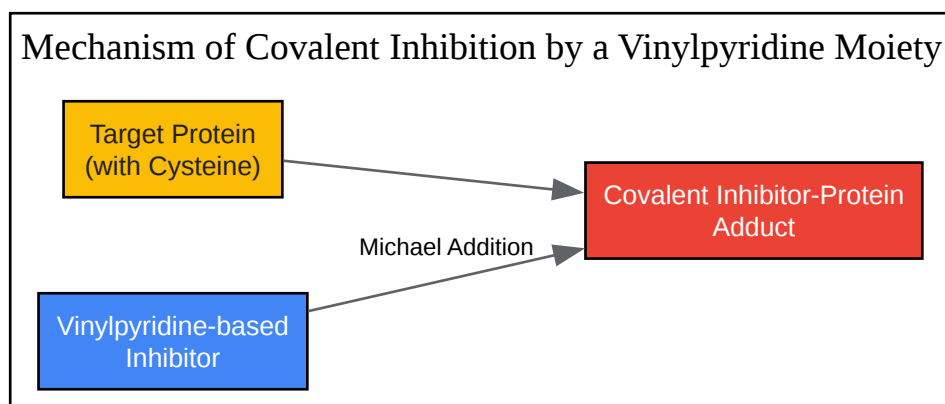 Mechanism of Covalent Inhibition by a Vinylpyridine Moiety
Target Protein
(with Cysteine)
Covalent Inhibitor-Protein
Adduct
Michael Addition
Vinylpyridine-based
Inhibitor